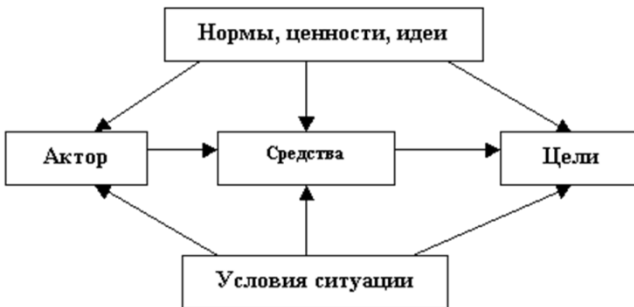 Нормы, ценности, идеи
Актор
Средства
Цели
Условия ситуации